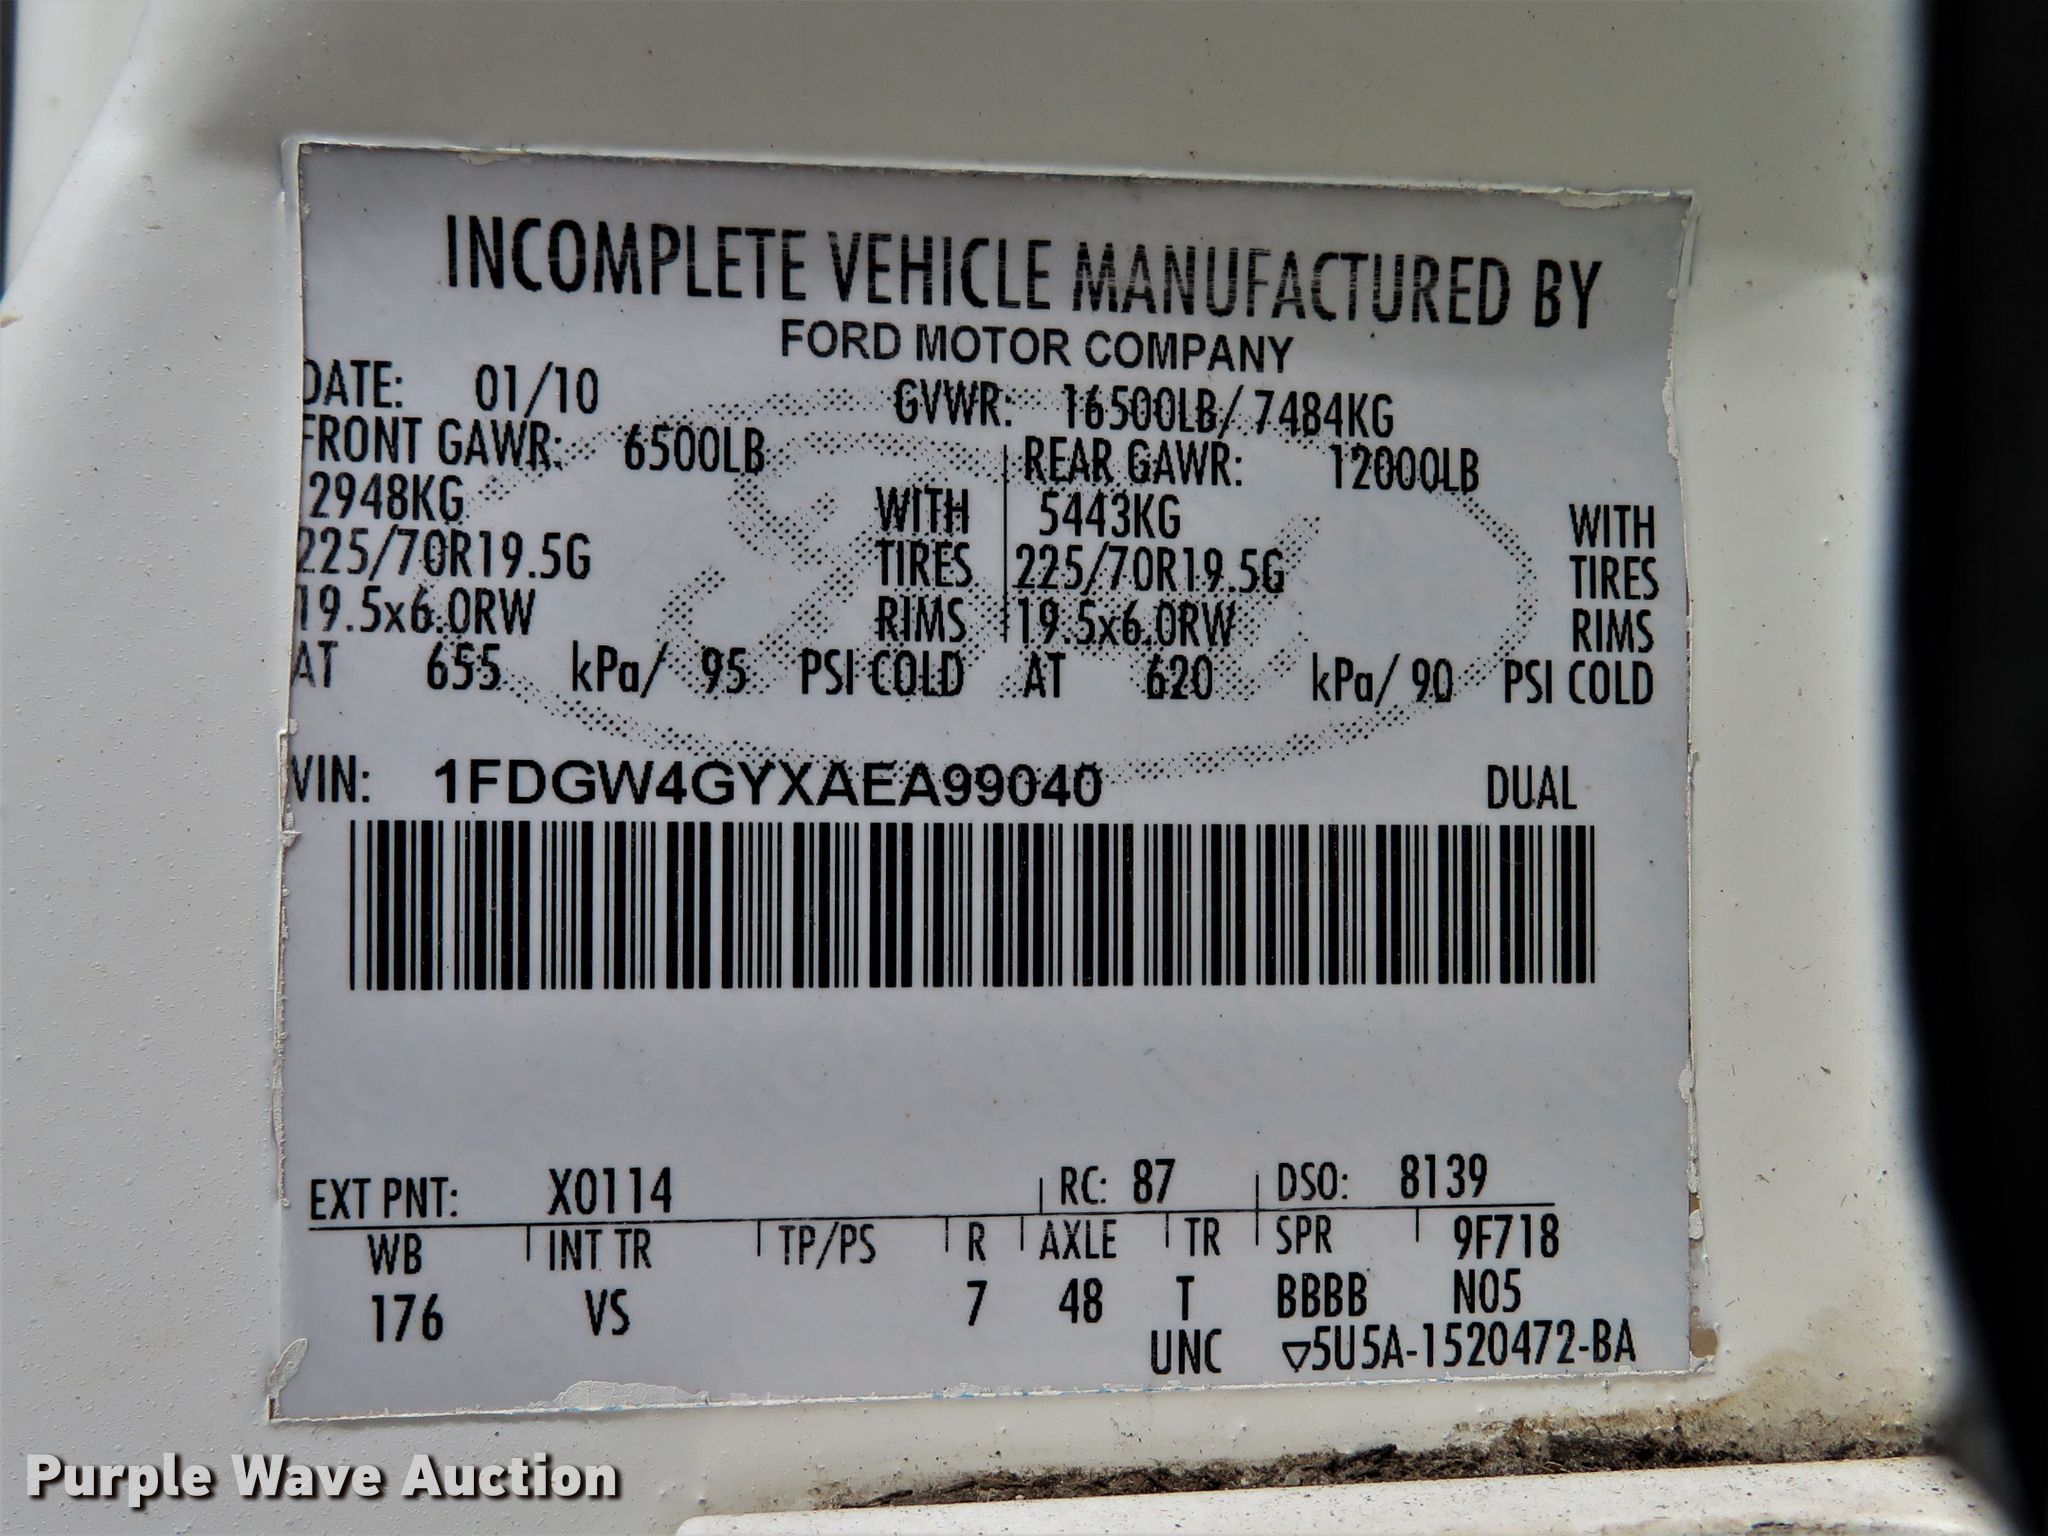 INCOMPLETE VEHICLE MANUFACTURED BY
FORD MOTOR COMPANY
DATE: 01/10 GVWR: 16500LB/ 7484KG
FRONT GAWR: 6500LB REAR GAWR: 12000LB
2948KG WITH 5443KG WITH
225/70R19.5G TIRES 225/70R19.5G TIRES
19.5x6.0RW RIMS 19.5x6.0RW RIMS
AT 655 kPa/ 95 PSI COLD AT 620 kPa/ 90 PSI COLD
VIN: 1FDGW4GYXAEA99040 DUAL
EXT PNT: X0114 RC: 87 DSO: 8139
WB INT TR TP/PS R AXLE TR SPR 9F718
176 VS 7 48 T BBBB N05
UNC ▽5U5A-1520472-BA
Purple Wave Auction